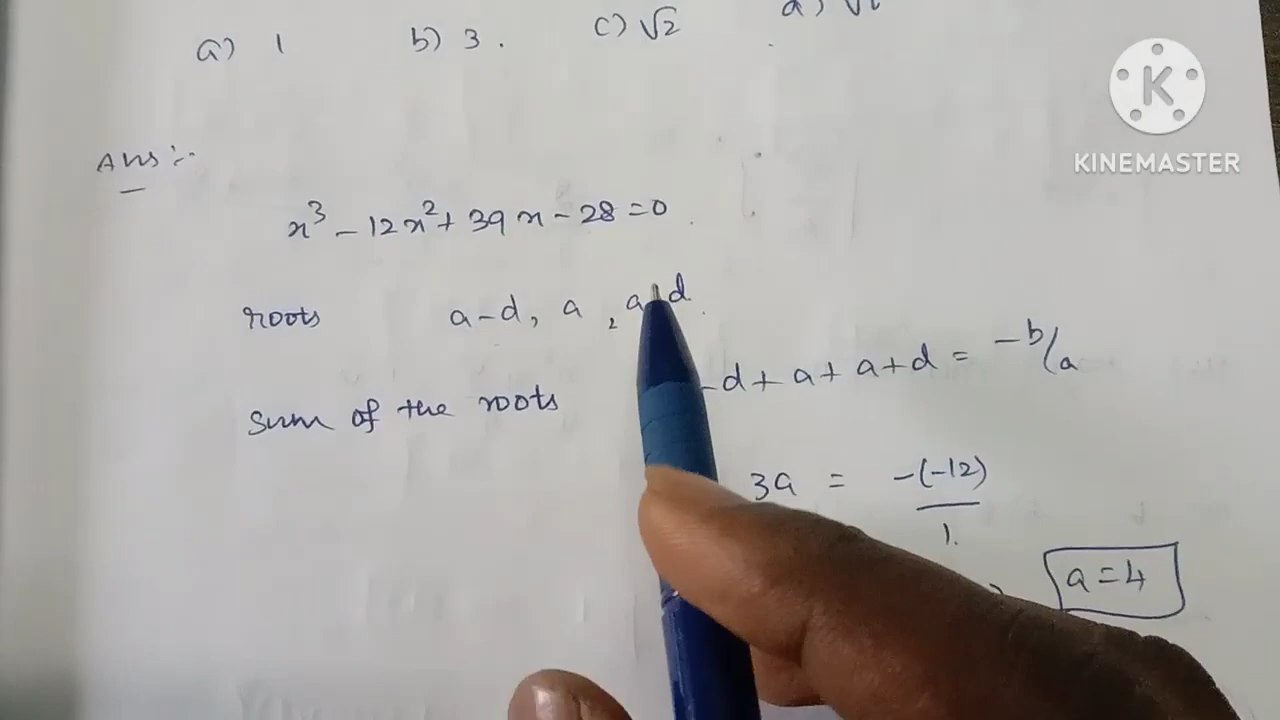 a) 1 b) 3. c) √2 d) √
Ans:-
x³ - 12x² + 39x - 28 = 0.
roots a-d, a, a d.
sum of the roots -d + a + a + d = -b/a
3a = -(-12)/1.
a = 4
KINEMASTER